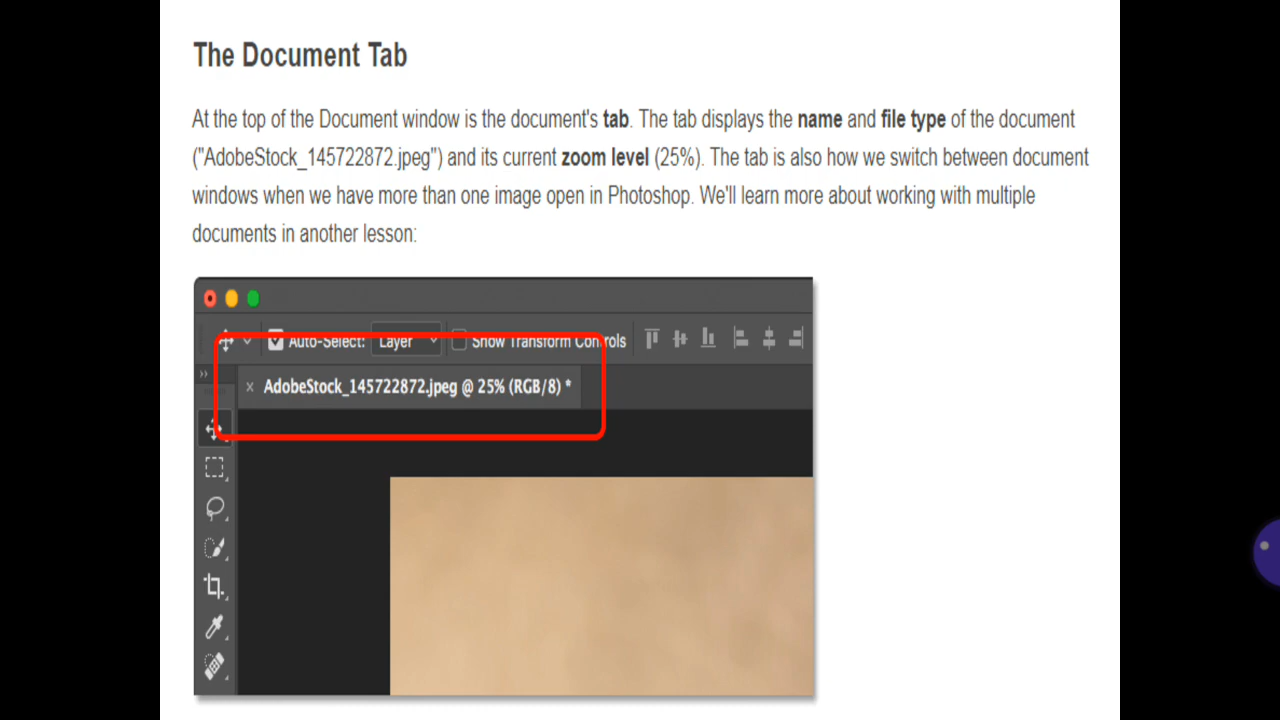 The Document Tab
At the top of the Document window is the document's tab. The tab displays the name and file type of the document
("AdobeStock_145722872.jpeg") and its current zoom level (25%). The tab is also how we switch between document
windows when we have more than one image open in Photoshop. We'll learn more about working with multiple
documents in another lesson:
Auto-Select: Layer Show Transform Controls
AdobeStock_145722872.jpeg @ 25% (RGB/8) *